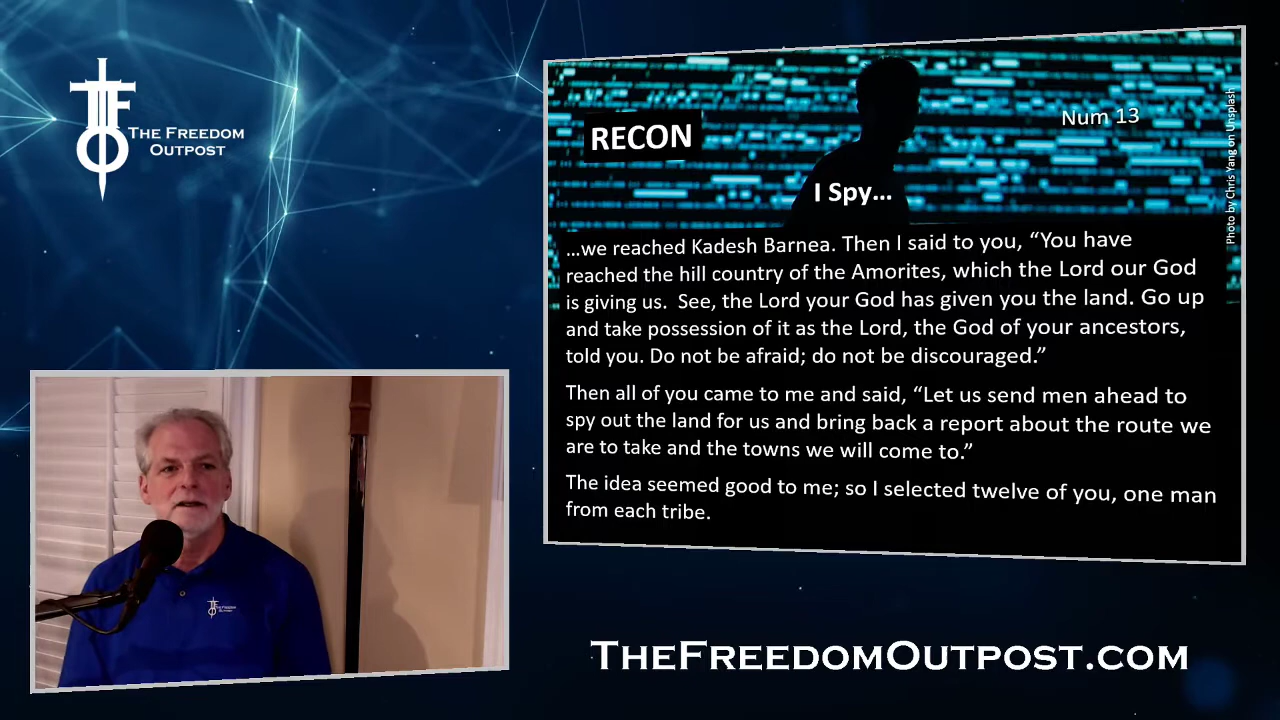 THE FREEDOM
OUTPOST
RECON
Num 13
I Spy...
...we reached Kadesh Barnea. Then I said to you, “You have
reached the hill country of the Amorites, which the Lord our God
is giving us.  See, the Lord your God has given you the land. Go up
and take possession of it as the Lord, the God of your ancestors,
told you. Do not be afraid; do not be discouraged.”
Then all of you came to me and said, “Let us send men ahead to
spy out the land for us and bring back a report about the route we
are to take and the towns we will come to.”
The idea seemed good to me; so I selected twelve of you, one man
from each tribe.
Photo by Chris Yang on Unsplash
The Freedom
Outpost
THEFREEDOMOUTPOST.COM